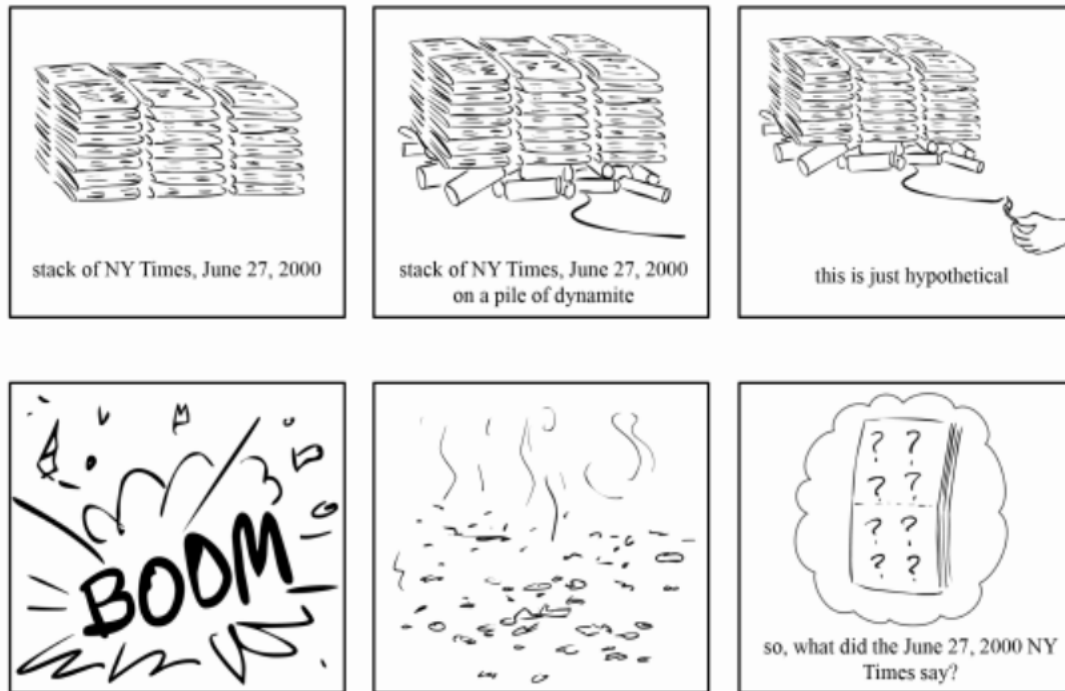 stack of NY Times, June 27, 2000
stack of NY Times, June 27, 2000
on a pile of dynamite
this is just hypothetical
BOOM
? ?
? ?
? ?
? ?
so, what did the June 27, 2000 NY
Times say?